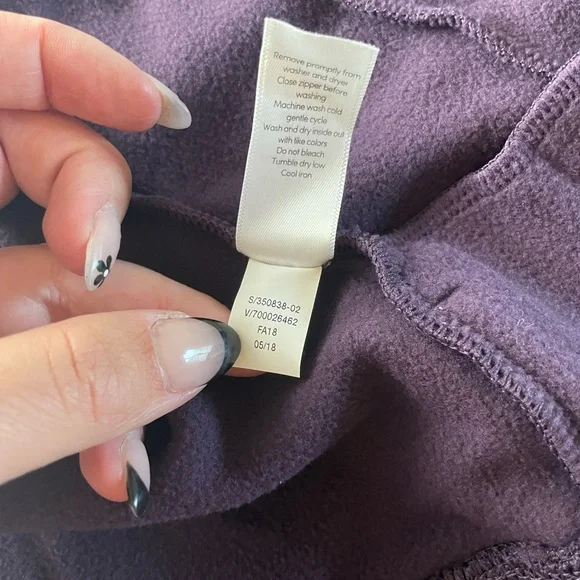 Remove promptly from
washer and dryer
Close zipper before
washing
Machine wash cold
gentle cycle
Wash and dry inside out
with like colors
Do not bleach
Tumble dry low
Cool iron
S/350838-02
V/700026462
FA18
05/18